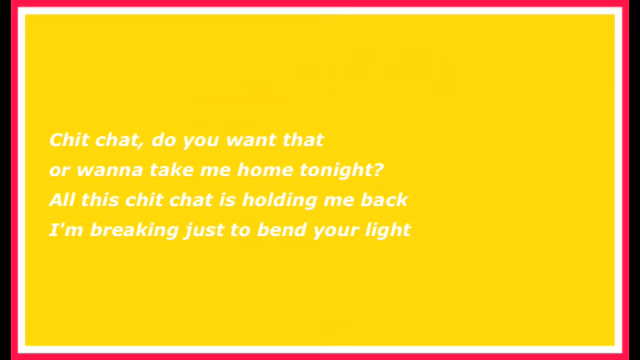 Chit chat, do you want that
or wanna take me home tonight?
All this chit chat is holding me back
I'm breaking just to bend your light